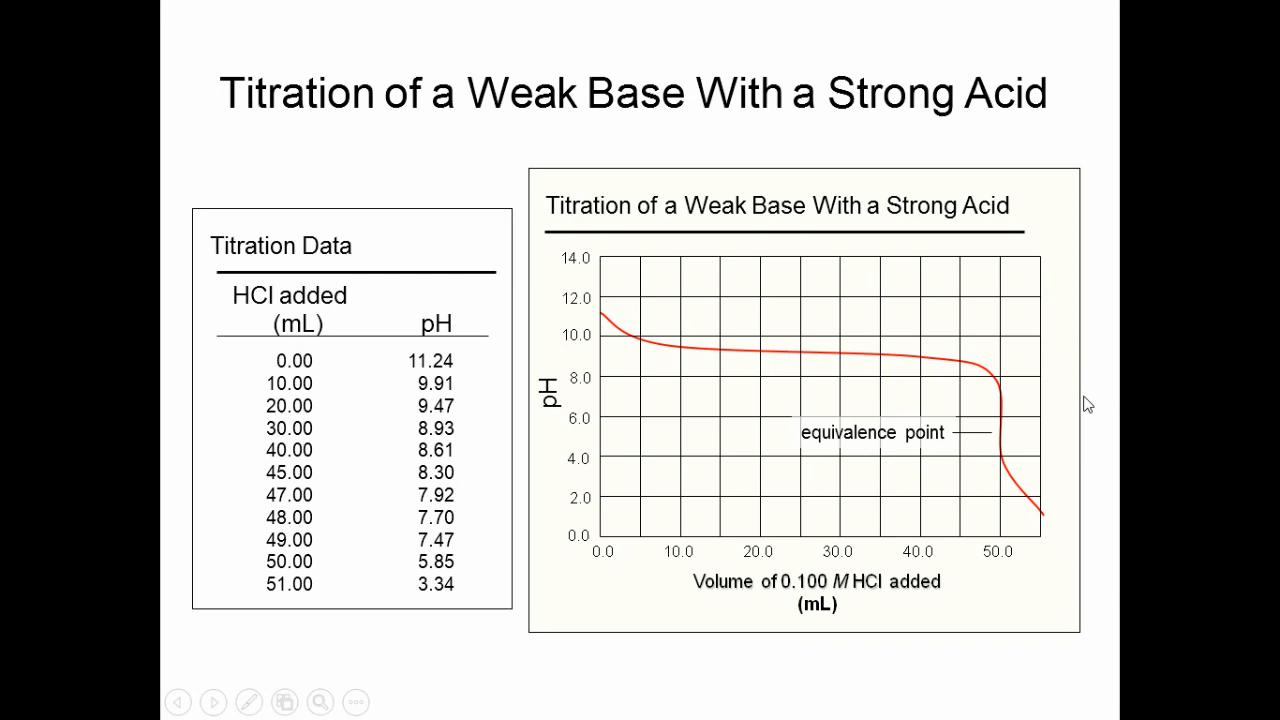 Titration of a Weak Base With a Strong Acid
Titration Data
HCl added
(mL) pH
0.00 11.24
10.00 9.91
20.00 9.47
30.00 8.93
40.00 8.61
45.00 8.30
47.00 7.92
48.00 7.70
49.00 7.47
50.00 5.85
51.00 3.34
Titration of a Weak Base With a Strong Acid
14.0
12.0
10.0
8.0
6.0
4.0
2.0
0.0
pH
equivalence point
0.0 10.0 20.0 30.0 40.0 50.0
Volume of 0.100 M HCl added
(mL)